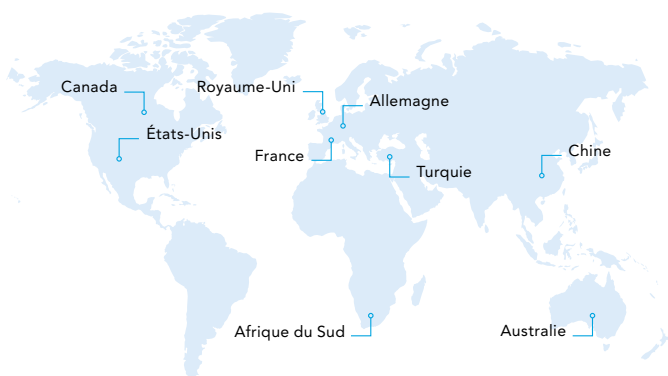 Canada
Royaume-Uni
Allemagne
États-Unis
France
Chine
Turquie
Afrique du Sud
Australie